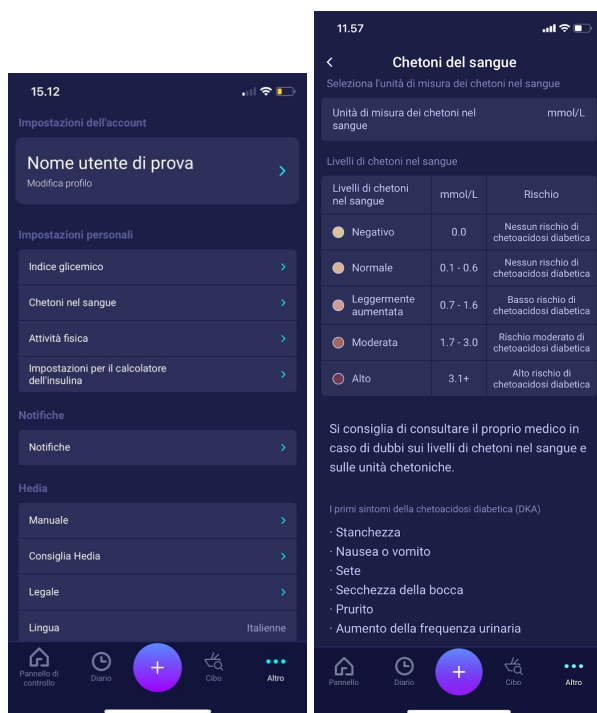 15.12
Impostazioni dell'account
Nome utente di prova
Modifica profilo
Impostazioni personali
Indice glicemico
Chetoni nel sangue
Attività fisica
Impostazioni per il calcolatore
dell'insulina
Notifiche
Notifiche
Hedia
Manuale
Consiglia Hedia
Legale
Lingua Italienne
Pannello di
controllo
Diario
+
Cibo
Altro
11.57
Chetoni del sangue
Seleziona l'unità di misura dei chetoni nel sangue
Unità di misura dei chetoni nel
sangue
mmol/L
Livelli di chetoni nel sangue
Livelli di chetoni
nel sangue
mmol/L
Rischio
Negativo
0.0
Nessun rischio di
chetoacidosi diabetica
Normale
0.1 - 0.6
Nessun rischio di
chetoacidosi diabetica
Leggermente
aumentata
0.7 - 1.6
Basso rischio di
chetoacidosi diabetica
Moderata
1.7 - 3.0
Rischio moderato di
chetoacidosi diabetica
Alto
3.1+
Alto rischio di
chetoacidosi diabetica
Si consiglia di consultare il proprio medico in
caso di dubbi sui livelli di chetoni nel sangue e
sulle unità chetoniche.
I primi sintomi della chetoacidosi diabetica (DKA)
· Stanchezza
· Nausea o vomito
· Sete
· Secchezza della bocca
· Prurito
· Aumento della frequenza urinaria
Pannello
Diario
+
Cibo
Altro